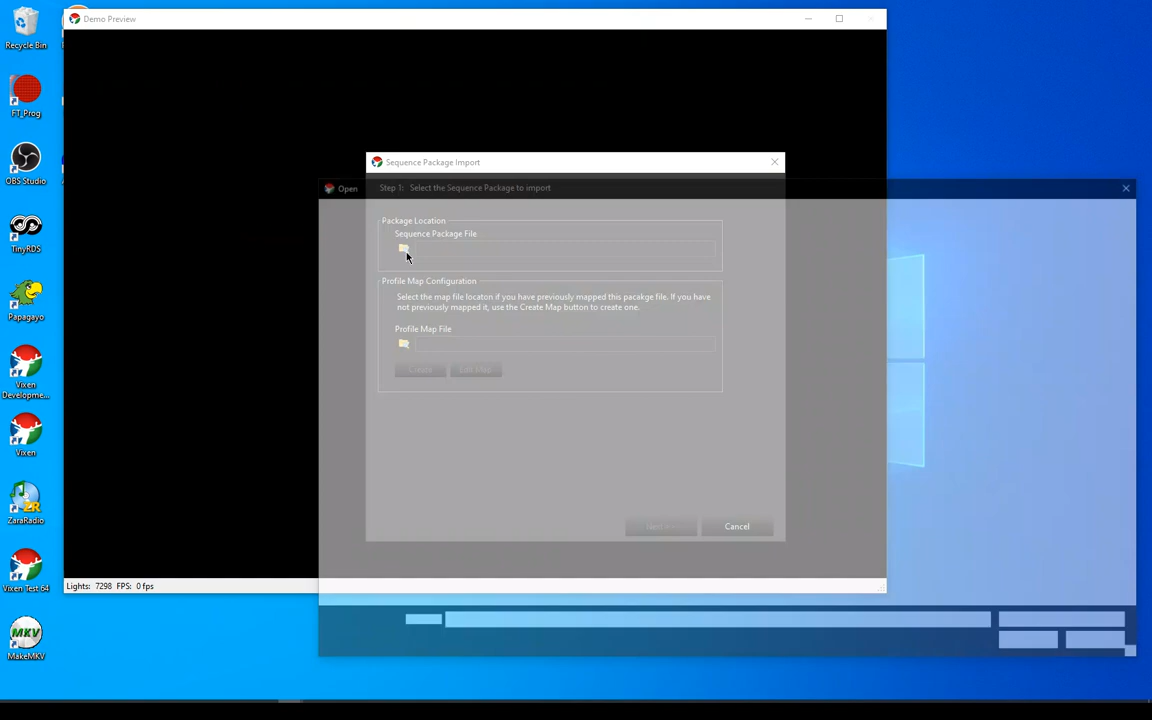 Recycle Bin
FT_Prog
OBS Studio
TinyRDS
Papagayo
Vixen
Developme...
Vixen
ZaraRadio
Vixen Test 64
MKV
MakeMKV
Demo Preview
Sequence Package Import
Open
Step 1: Select the Sequence Package to import
Package Location
Sequence Package File
Profile Map Configuration
Select the map file locaton if you have previously mapped this pacakge file. If you have
not previously mapped it, use the Create Map button to create one.
Profile Map File
Create
Edit Map
Cancel
Lights: 7298 FPS: 0 fps